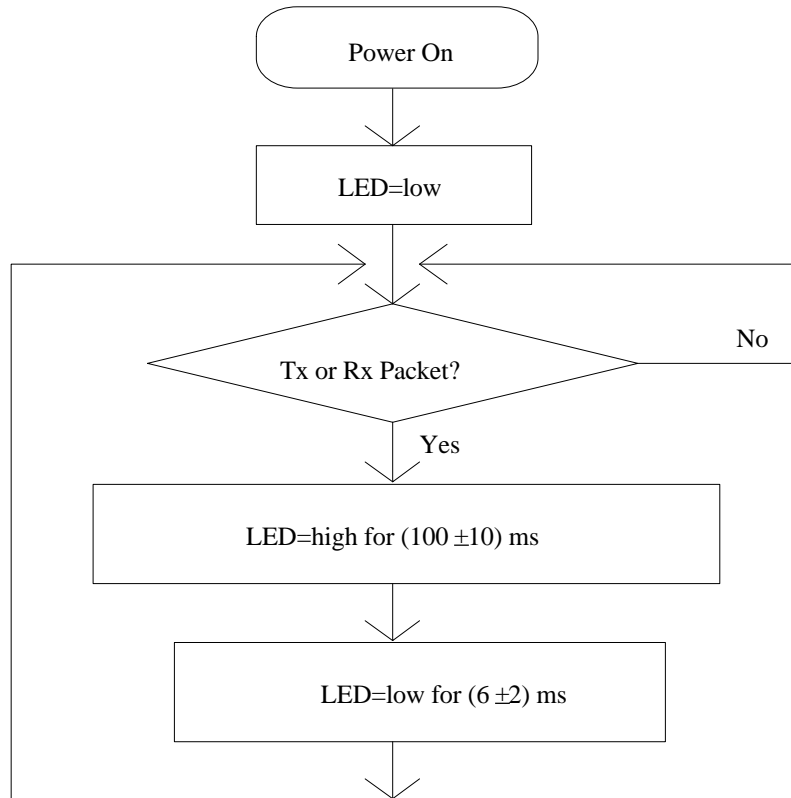 Power On
LED=low
Tx or Rx Packet?
No
Yes
LED=high for (100 ±10) ms
LED=low for (6 ±2) ms